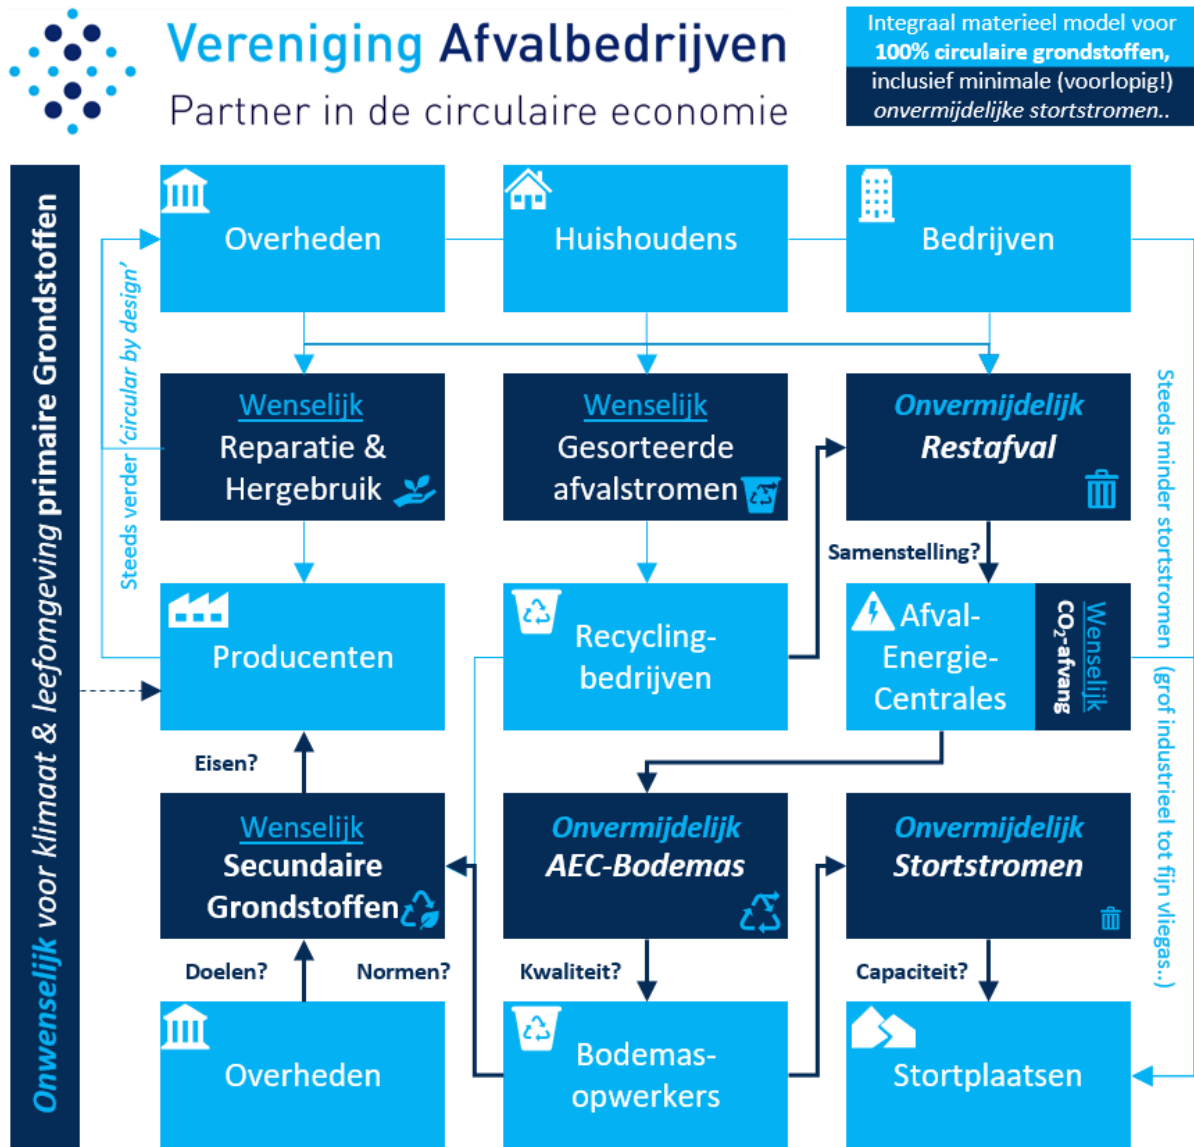 Vereniging Afvalbedrijven
Partner in de circulaire economie
Integraal materieel model voor
100% circulaire grondstoffen,
inclusief minimale (voorlopig!)
onvermijdelijke stortstromen..
Onwenselijk voor klimaat & leefomgeving primaire Grondstoffen
Steeds verder 'circular by design'
Overheden
Huishoudens
Bedrijven
Wenselijk
Reparatie &
Hergebruik
Wenselijk
Gesorteerde
afvalstromen
Onvermijdelijk
Restafval
Steeds minder stortstromen (grof industrieel tot fijn vliegas..)
Samenstelling?
Producenten
Recycling-
bedrijven
Afval-
Energie-
Centrales
Wenselijk
CO₂-afvang
Eisen?
Wenselijk
Secundaire
Grondstoffen
Onvermijdelijk
AEC-Bodemas
Onvermijdelijk
Stortstromen
Doelen?
Normen?
Kwaliteit?
Capaciteit?
Overheden
Bodemas-
opwerkers
Stortplaatsen